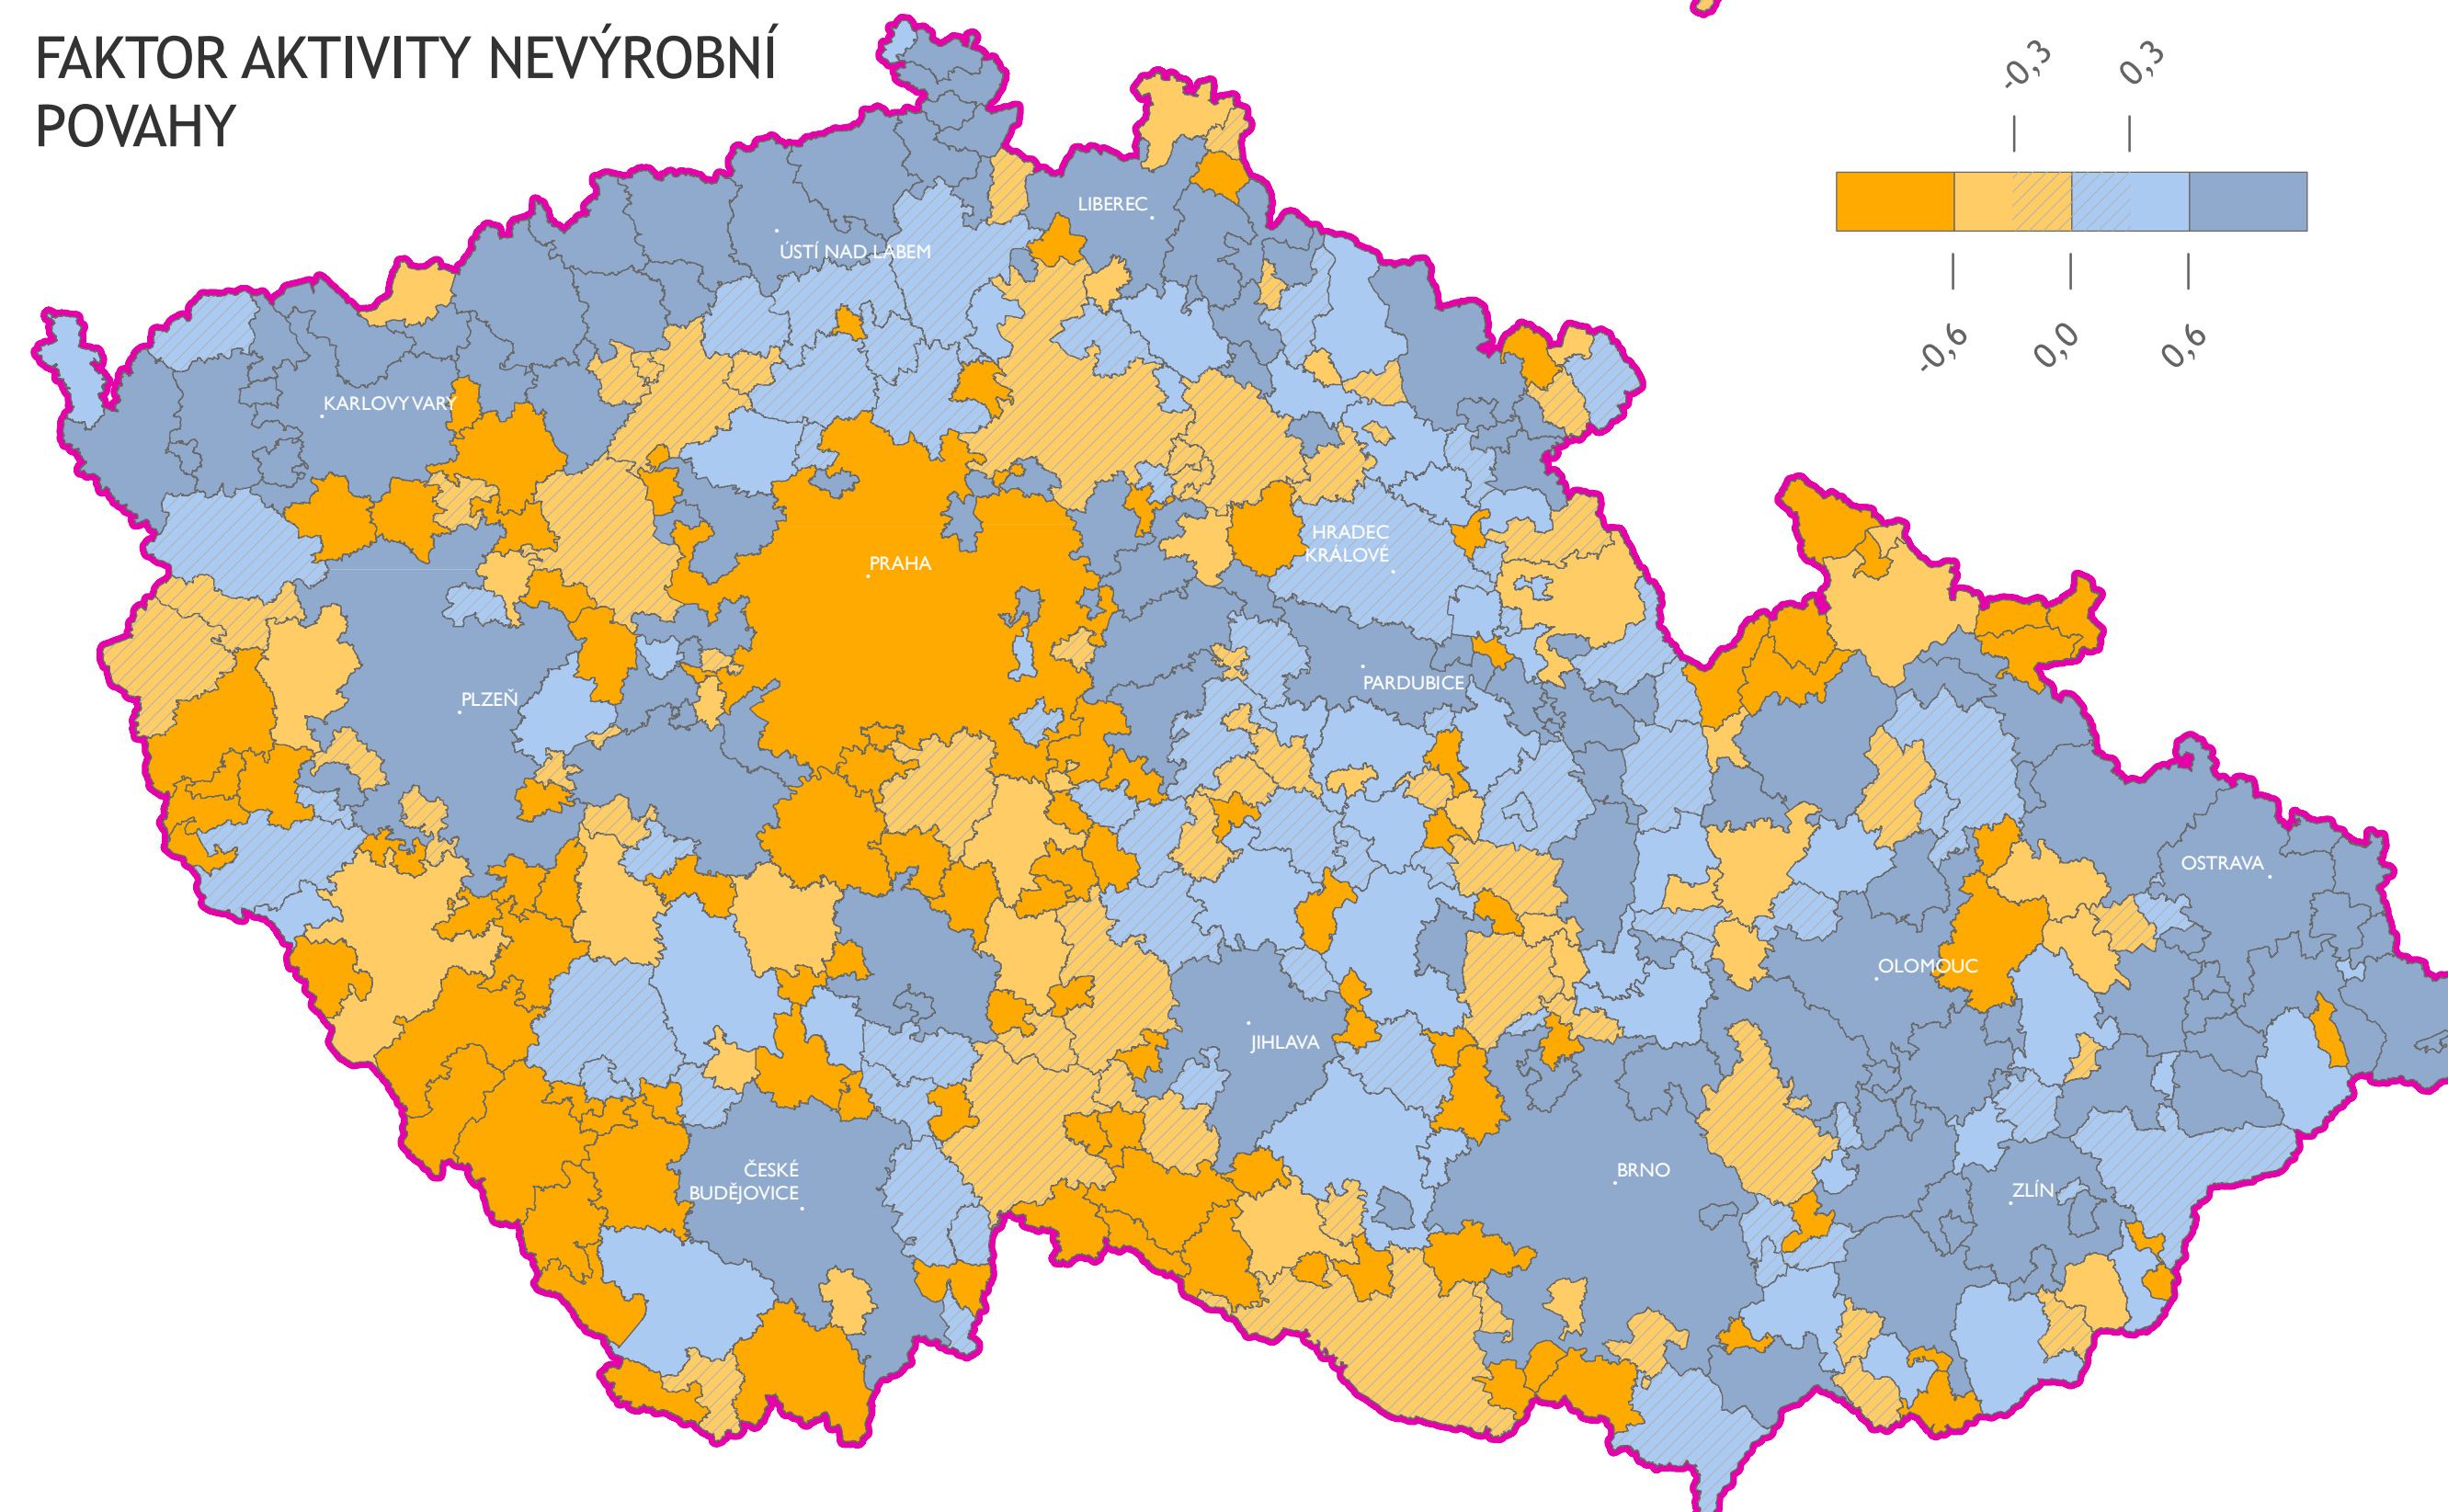 FAKTOR AKTIVITY NEVÝROBNÍ
POVAHY
-0,3
0,3
-0,6
0,0
0,6
LIBEREC
ÚSTÍ NAD LABEM
KARLOVY VARY
HRADEC
KRÁLOVÉ
PRAHA
PARDUBICE
PLZEŇ
OSTRAVA
OLOMOUC
JIHLAVA
ČESKÉ
BUDĚJOVICE
BRNO
ZLÍN